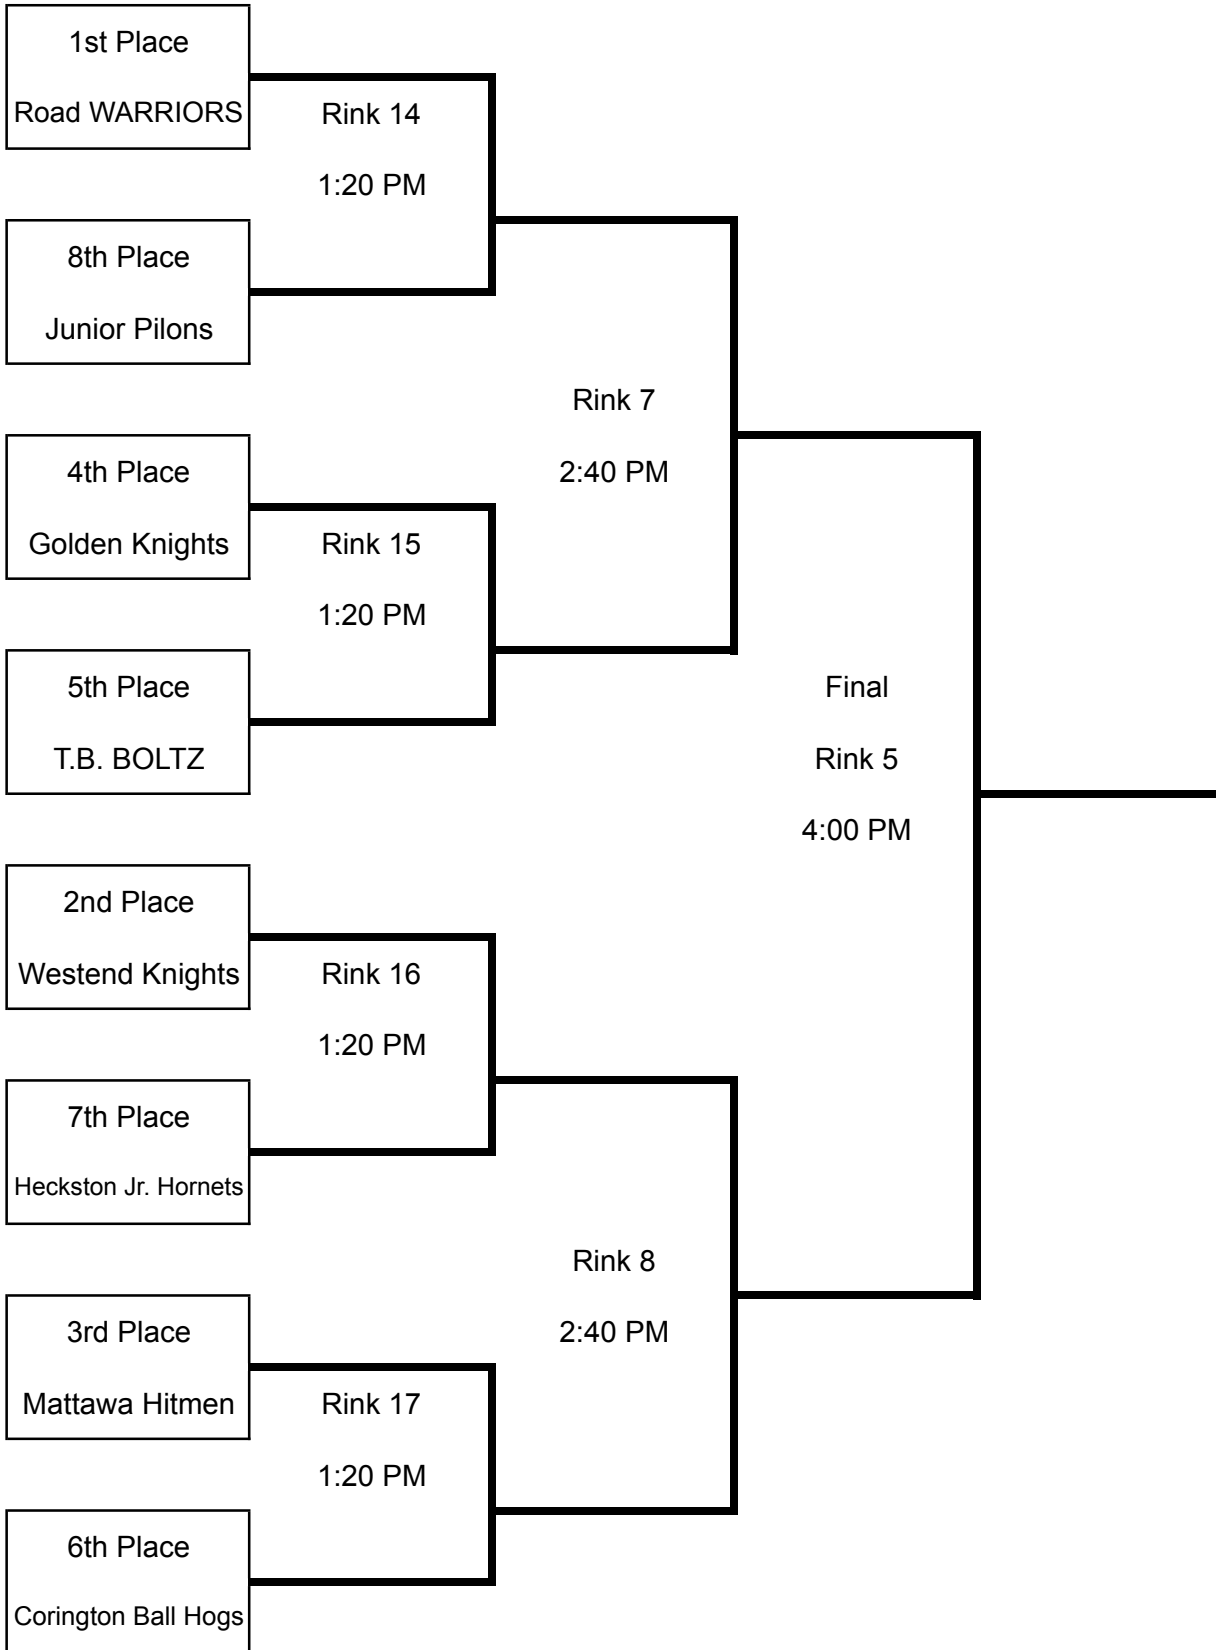 1st Place
Road WARRIORS
Rink 14
1:20 PM
8th Place
Junior Pilons
Rink 7
2:40 PM
4th Place
Golden Knights
Rink 15
1:20 PM
5th Place
T.B. BOLTZ
Final
Rink 5
4:00 PM
2nd Place
Westend Knights
Rink 16
1:20 PM
7th Place
Heckston Jr. Hornets
Rink 8
2:40 PM
3rd Place
Mattawa Hitmen
Rink 17
1:20 PM
6th Place
Corington Ball Hogs